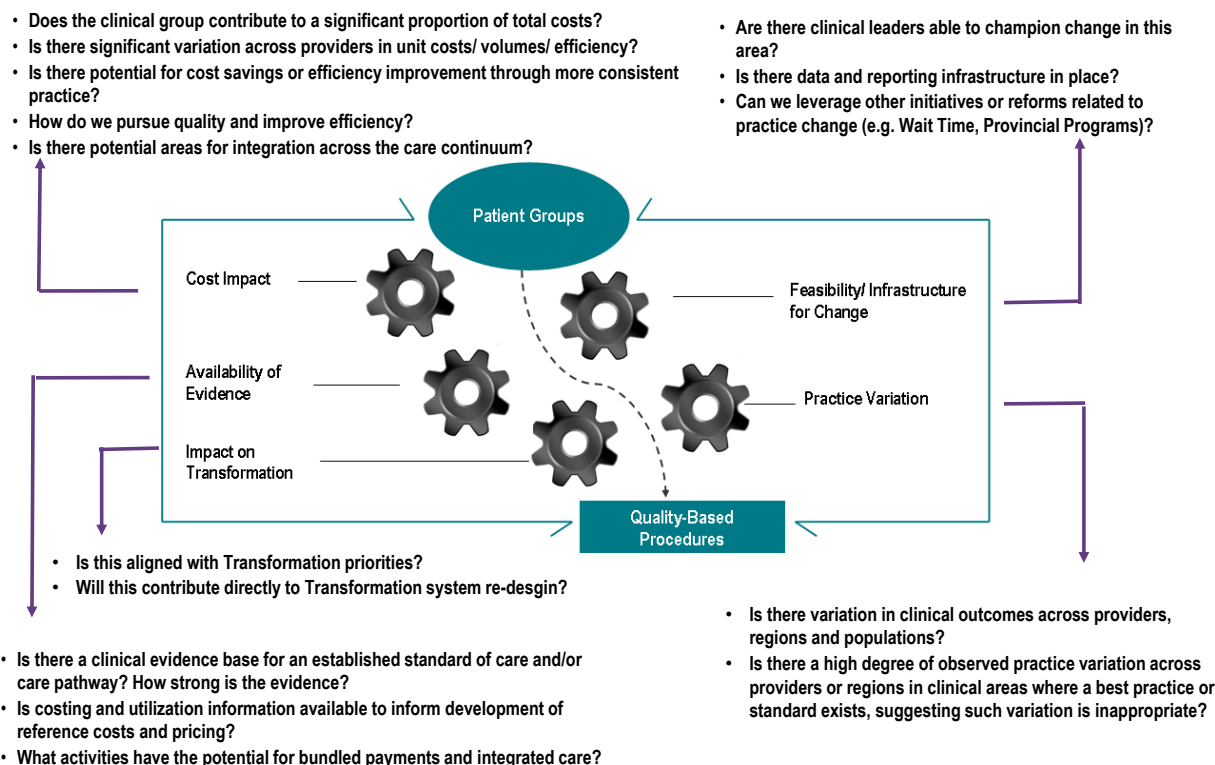 • Does the clinical group contribute to a significant proportion of total costs?
• Is there significant variation across providers in unit costs/ volumes/ efficiency?
• Is there potential for cost savings or efficiency improvement through more consistent
practice?
• How do we pursue quality and improve efficiency?
• Is there potential areas for integration across the care continuum?
• Are there clinical leaders able to champion change in this
area?
• Is there data and reporting infrastructure in place?
• Can we leverage other initiatives or reforms related to
practice change (e.g. Wait Time, Provincial Programs)?
Patient Groups
Cost Impact
Feasibility/ Infrastructure
for Change
Availability of
Evidence
Practice Variation
Impact on
Transformation
Quality-Based
Procedures
• Is this aligned with Transformation priorities?
• Will this contribute directly to Transformation system re-desgin?
• Is there a clinical evidence base for an established standard of care and/or
care pathway? How strong is the evidence?
• Is costing and utilization information available to inform development of
reference costs and pricing?
• What activities have the potential for bundled payments and integrated care?
• Is there variation in clinical outcomes across providers,
regions and populations?
• Is there a high degree of observed practice variation across
providers or regions in clinical areas where a best practice or
standard exists, suggesting such variation is inappropriate?